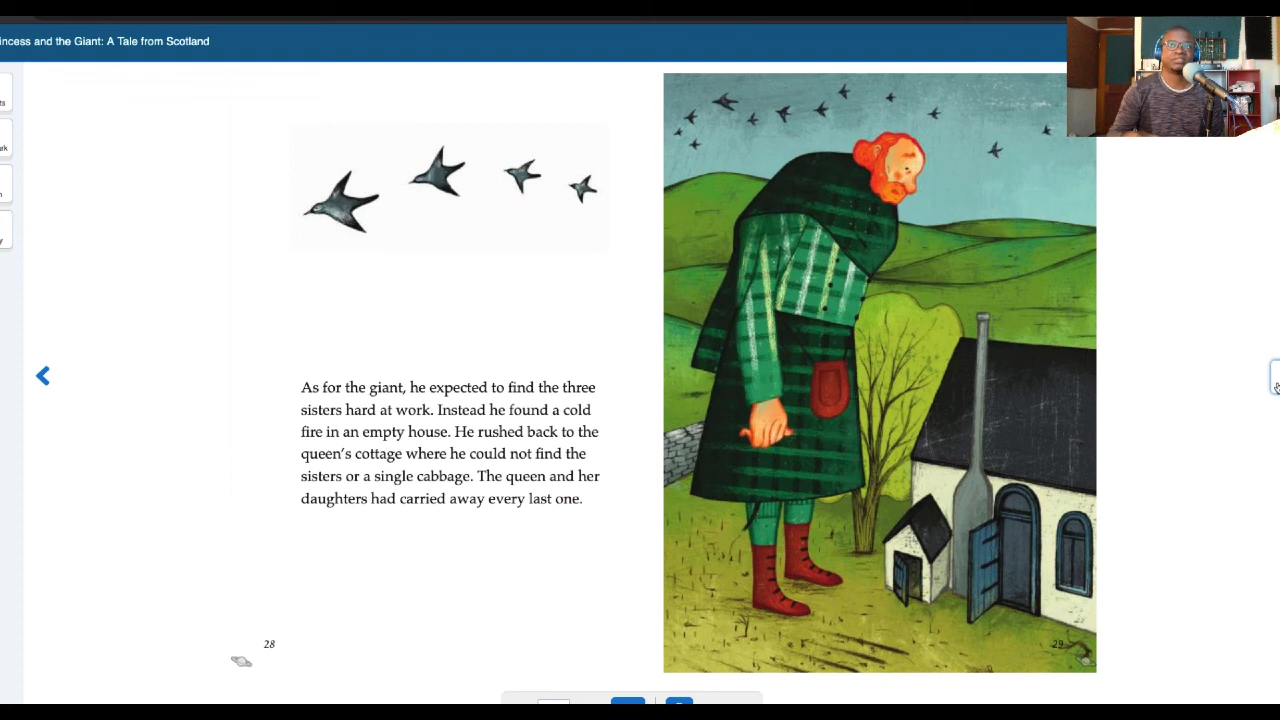 incess and the Giant: A Tale from Scotland
ts
rk
n
y
As for the giant, he expected to find the three
sisters hard at work. Instead he found a cold
fire in an empty house. He rushed back to the
queen's cottage where he could not find the
sisters or a single cabbage. The queen and her
daughters had carried away every last one.
28
29